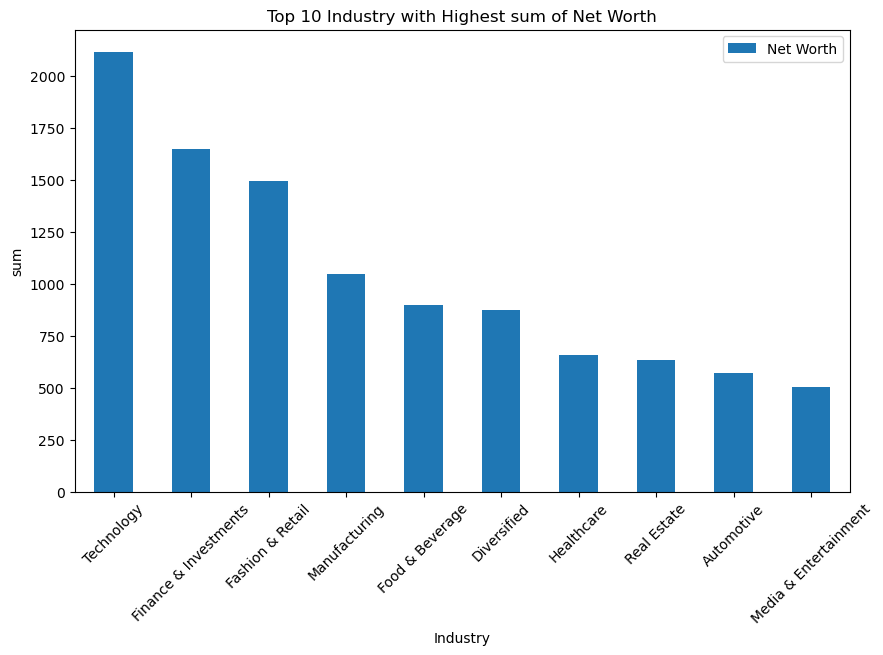 Top 10 Industry with Highest sum of Net Worth
Net Worth
sum
2000
1750
1500
1250
1000
750
500
250
0
Technology
Finance & Investments
Fashion & Retail
Manufacturing
Food & Beverage
Diversified
Healthcare
Real Estate
Automotive
Media & Entertainment
Industry